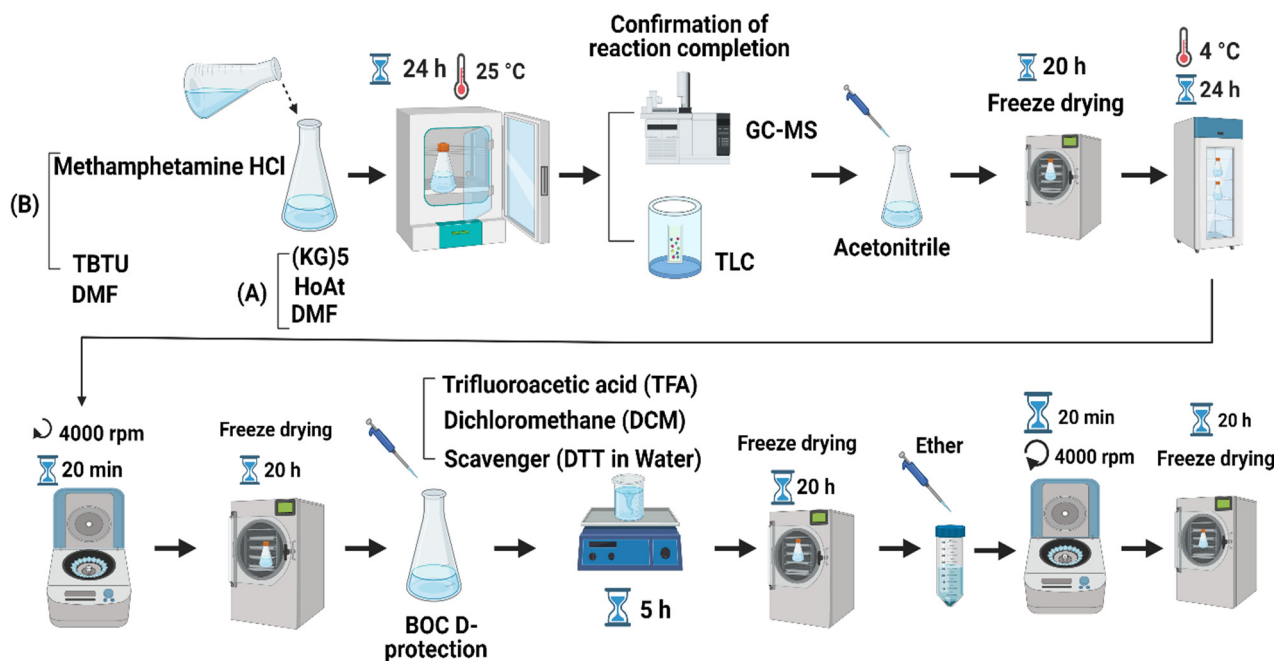 Confirmation of
reaction completion
24 h
25 °C
20 h
Freeze drying
4 °C
24 h
GC-MS
Methamphetamine HCl
(B)
TBTU
DMF
(A)
(KG)5
HoAt
DMF
TLC
Acetonitrile
4000 rpm
20 min
Freeze drying
20 h
Trifluoroacetic acid (TFA)
Dichloromethane (DCM)
Scavenger (DTT in Water)
BOC D-
protection
5 h
Freeze drying
20 h
Ether
20 min
4000 rpm
20 h
Freeze drying